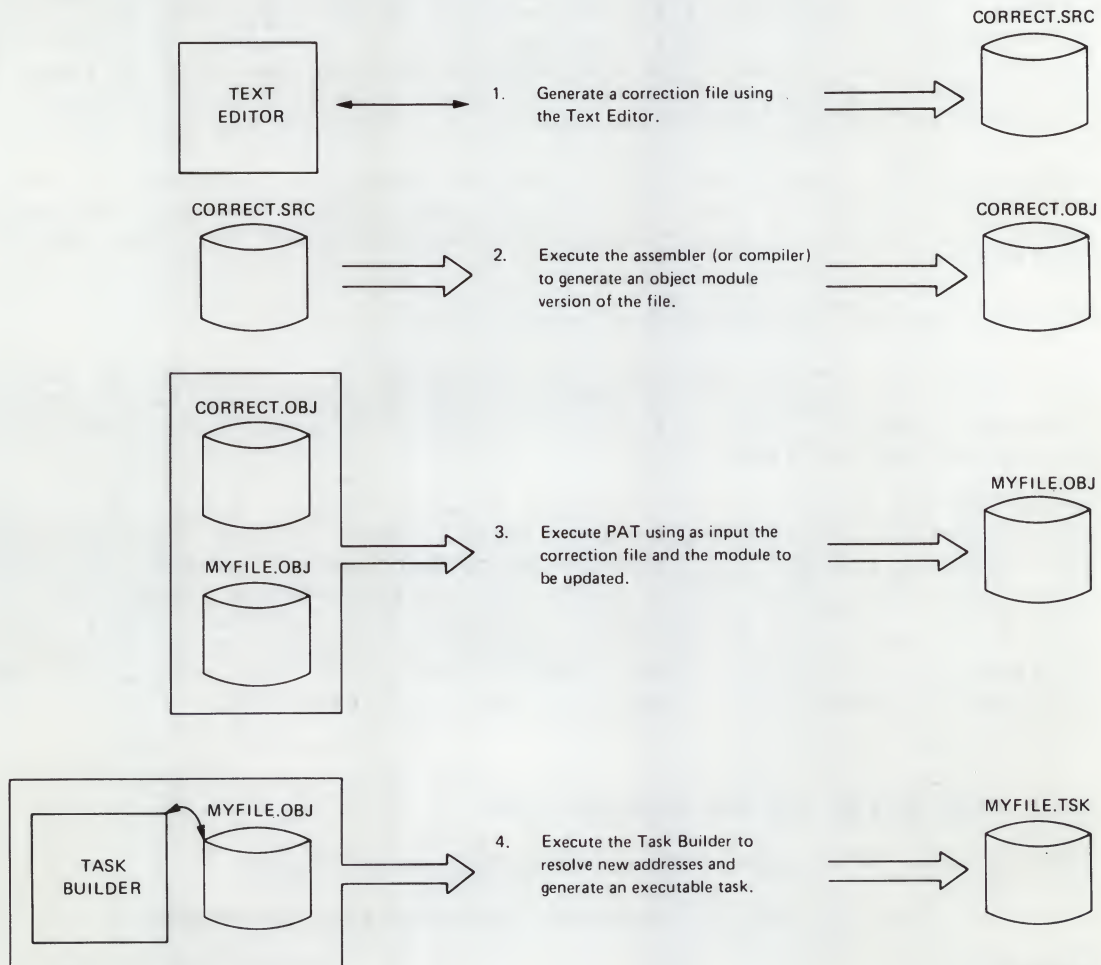 CORRECT.SRC
TEXT
EDITOR
1. Generate a correction file using
the Text Editor.
CORRECT.SRC
CORRECT.OBJ
2. Execute the assembler (or compiler)
to generate an object module
version of the file.
CORRECT.OBJ
MYFILE.OBJ
MYFILE.OBJ
3. Execute PAT using as input the
correction file and the module to
be updated.
MYFILE.OBJ
MYFILE.TSK
TASK
BUILDER
4. Execute the Task Builder to
resolve new addresses and
generate an executable task.